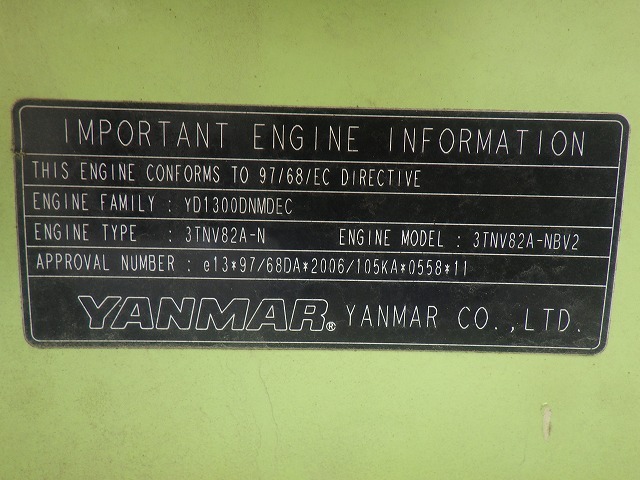 IMPORTANT ENGINE INFORMATION
THIS ENGINE CONFORMS TO 97/68/EC DIRECTIVE
ENGINE FAMILY : YD1300DNMDEC
ENGINE TYPE : 3TNV82A-N ENGINE MODEL : 3TNV82A-NBV2
APPROVAL NUMBER : e13*97/68DA*2006/105KA*0558*11
YANMAR® YANMAR CO.,LTD.